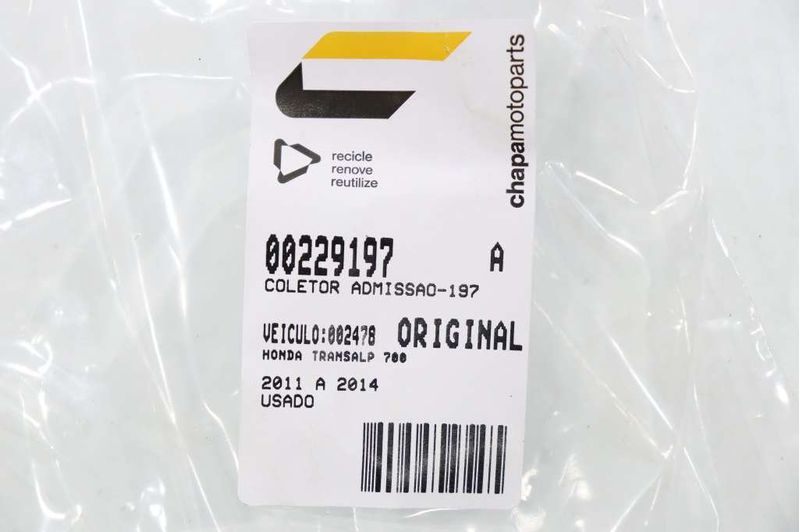 chapamotoparts
recicle
renove
reutilize
00229197 A
COLETOR ADMISSAO-197
VEICULO:002478 ORIGINAL
HONDA TRANSALP 700
2011 A 2014
USADO